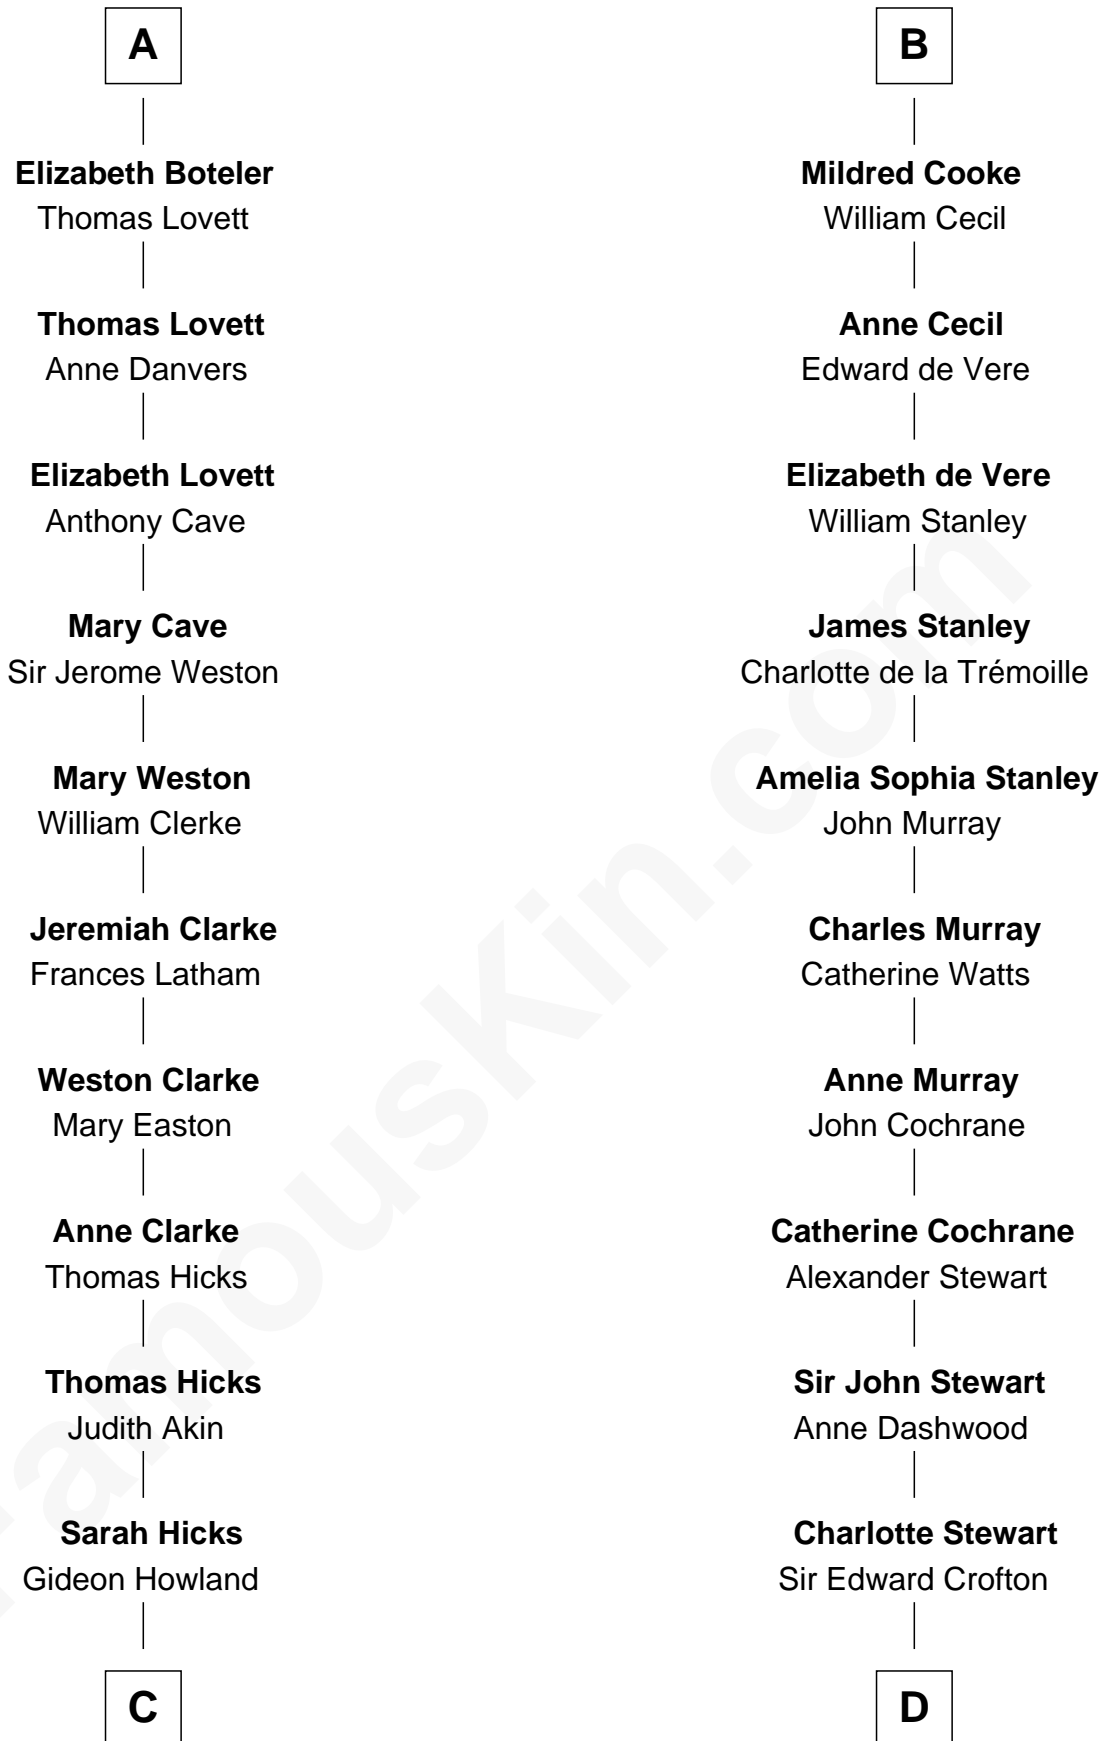 A
Elizabeth Boteler
Thomas Lovett
Thomas Lovett
Anne Danvers
Elizabeth Lovett
Anthony Cave
Mary Cave
Sir Jerome Weston
Mary Weston
William Clerke
Jeremiah Clarke
Frances Latham
Weston Clarke
Mary Easton
Anne Clarke
Thomas Hicks
Thomas Hicks
Judith Akin
Sarah Hicks
Gideon Howland
C
B
Mildred Cooke
William Cecil
Anne Cecil
Edward de Vere
Elizabeth de Vere
William Stanley
James Stanley
Charlotte de la Trémoille
Amelia Sophia Stanley
John Murray
Charles Murray
Catherine Watts
Anne Murray
John Cochrane
Catherine Cochrane
Alexander Stewart
Sir John Stewart
Anne Dashwood
Charlotte Stewart
Sir Edward Crofton
D
FamousKin.com